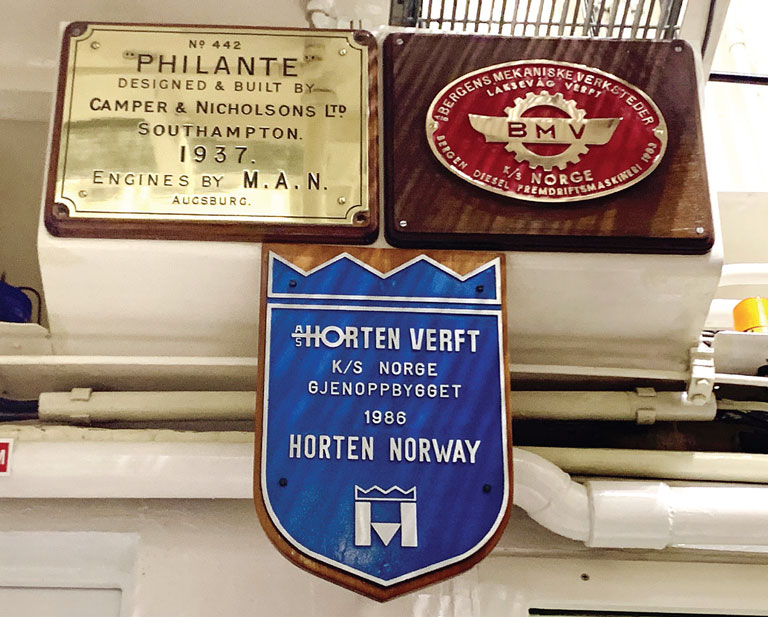 Nº 442
"PHILANTE"
DESIGNED & BUILT BY
CAMPER & NICHOLSONS LTD
SOUTHAMPTON.
1937.
ENGINES BY M.A.N.
AUGSBURG.
A/S BERGENS MEKANISKE VERKSTEDER
LAKSEVÅG VERFT
BMV
K/S NORGE
BERGEN DIESEL FREMDRIFTSMASKINERI 1983
A/S HORTEN VERFT
K/S NORGE
GJENOPPBYGGET
1986
HORTEN NORWAY
H